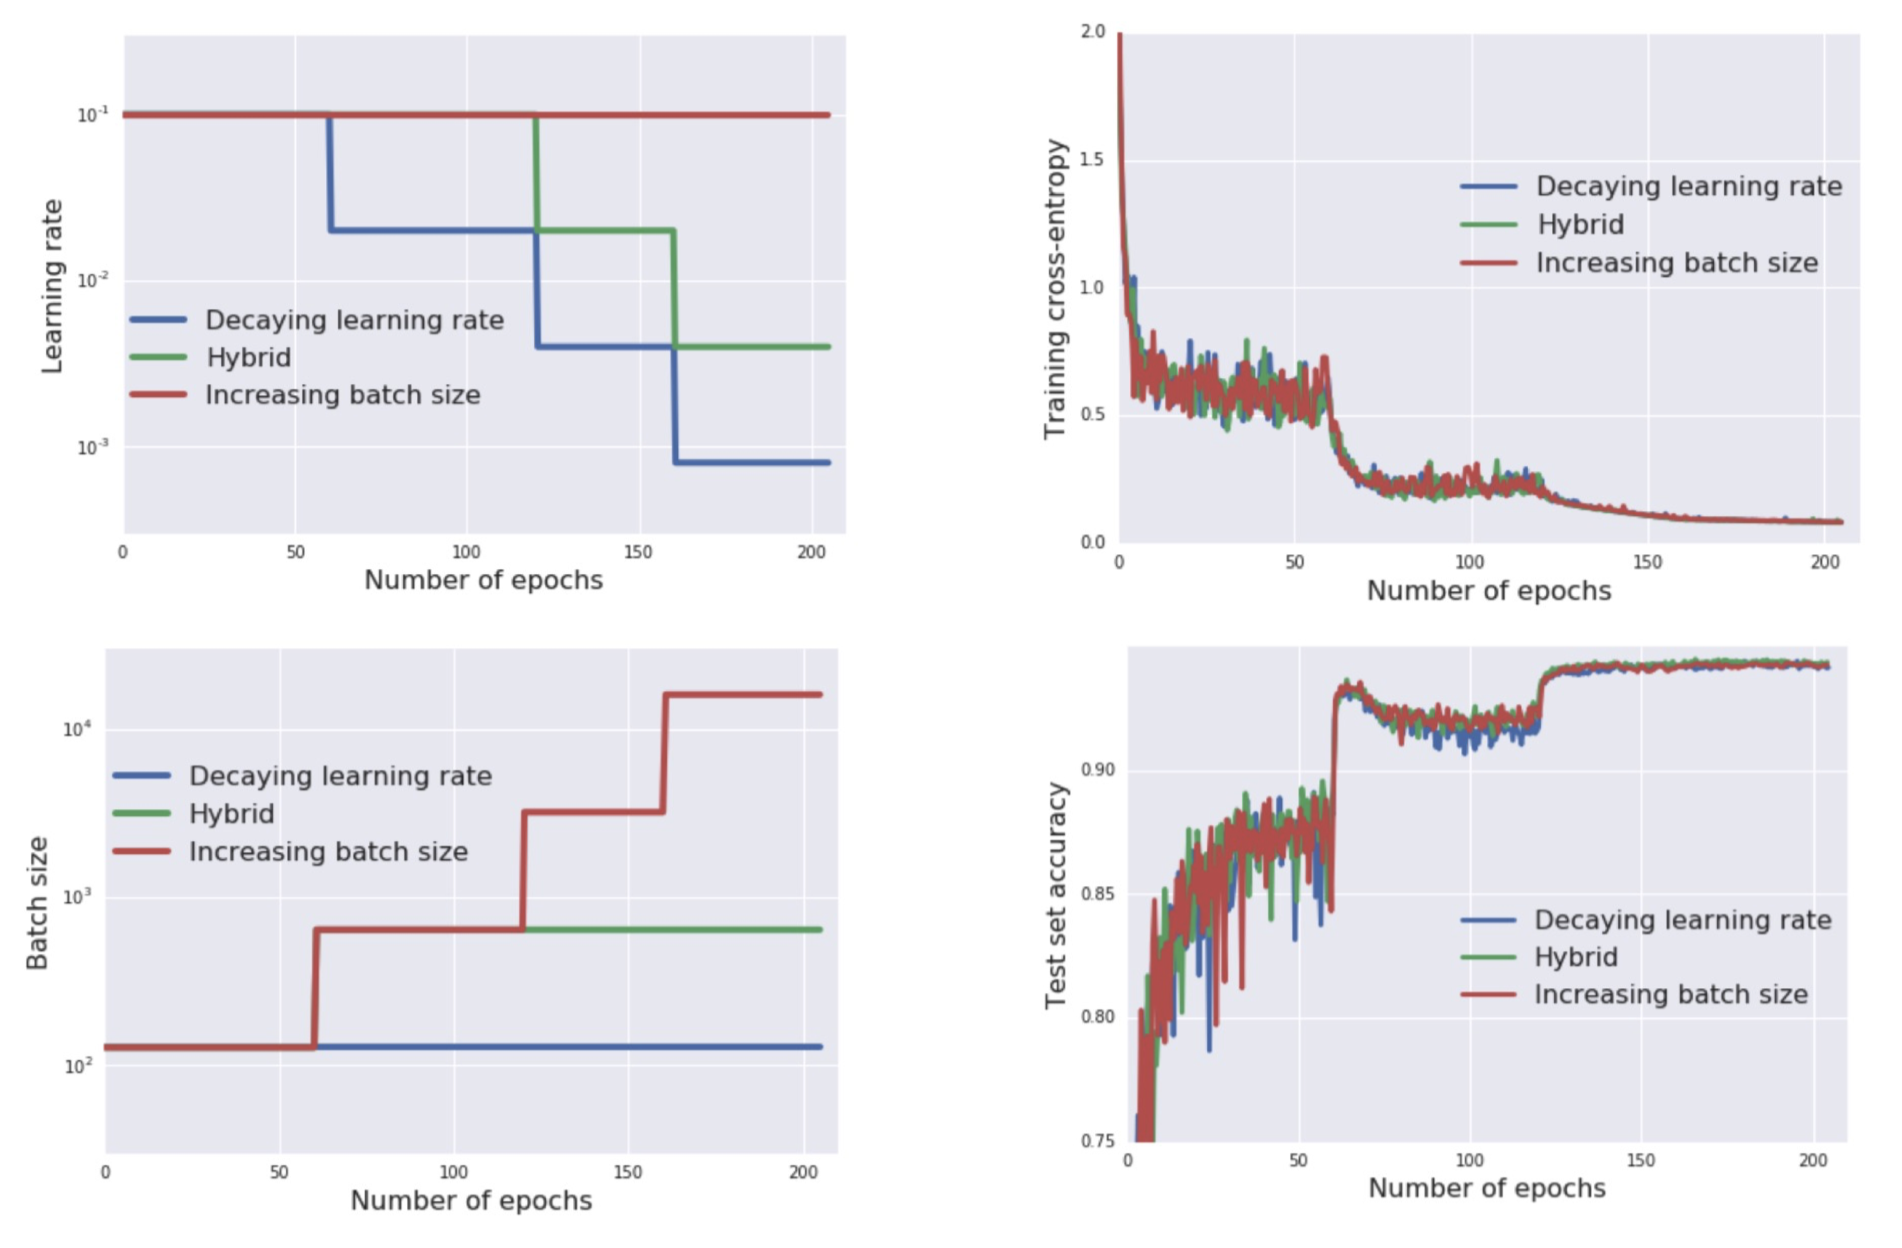 10-1
10-2
10-3
Learning rate
Decaying learning rate
Hybrid
Increasing batch size
0 50 100 150 200
Number of epochs
2.0
1.5
1.0
0.5
0.0
Training cross-entropy
Decaying learning rate
Hybrid
Increasing batch size
0 50 100 150 200
Number of epochs
10⁴
10³
10²
Batch size
Decaying learning rate
Hybrid
Increasing batch size
0 50 100 150 200
Number of epochs
0.90
0.85
0.80
0.75
Test set accuracy
Decaying learning rate
Hybrid
Increasing batch size
0 50 100 150 200
Number of epochs